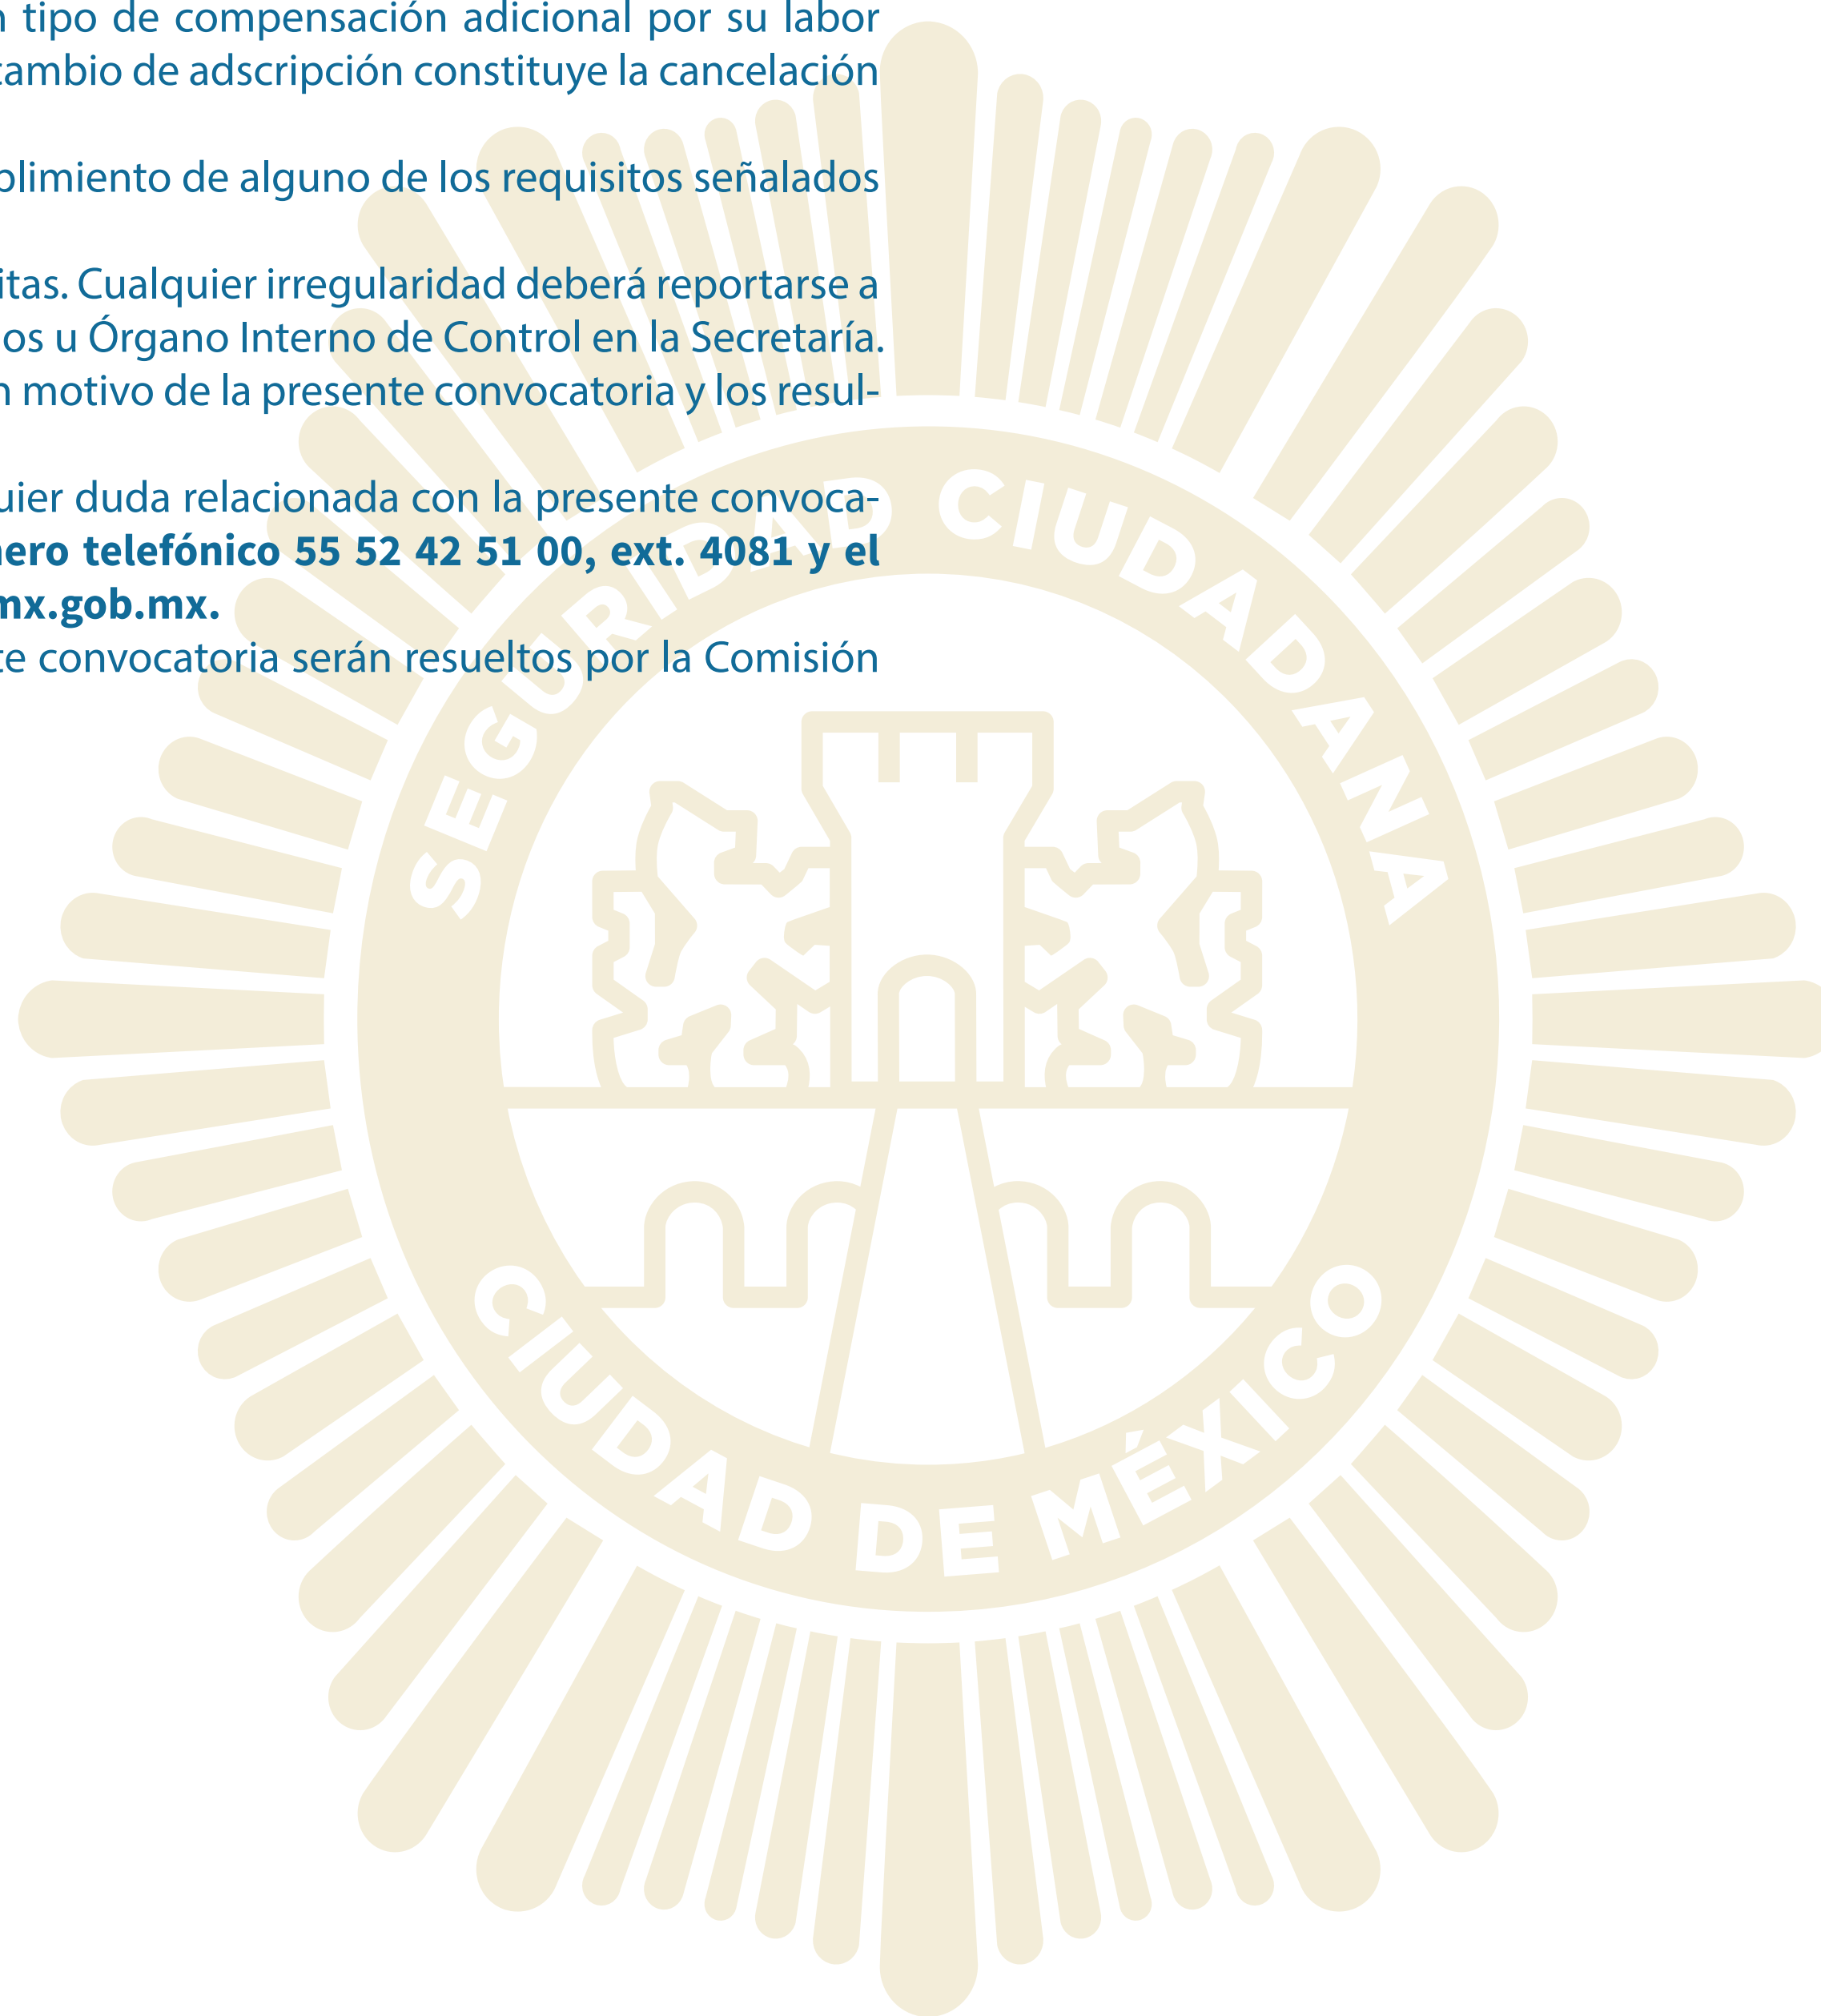 tipo de compensación adicional por su labor
cambio de adscripción constituye la cancelación
plimiento de alguno de los requisitos señalados
itas. Cualquier irregularidad deberá reportarse a
os u Órgano Interno de Control en la Secretaría.
n motivo de la presente convocatoria y los resul-
uier duda relacionada con la presente convoca-
nero telefónico 55 52 42 51 00, ext. 4081 y el
mx.gob.mx.
te convocatoria serán resueltos por la Comisión
SEGURIDAD CIUDADANA
CIUDAD DE MÉXICO